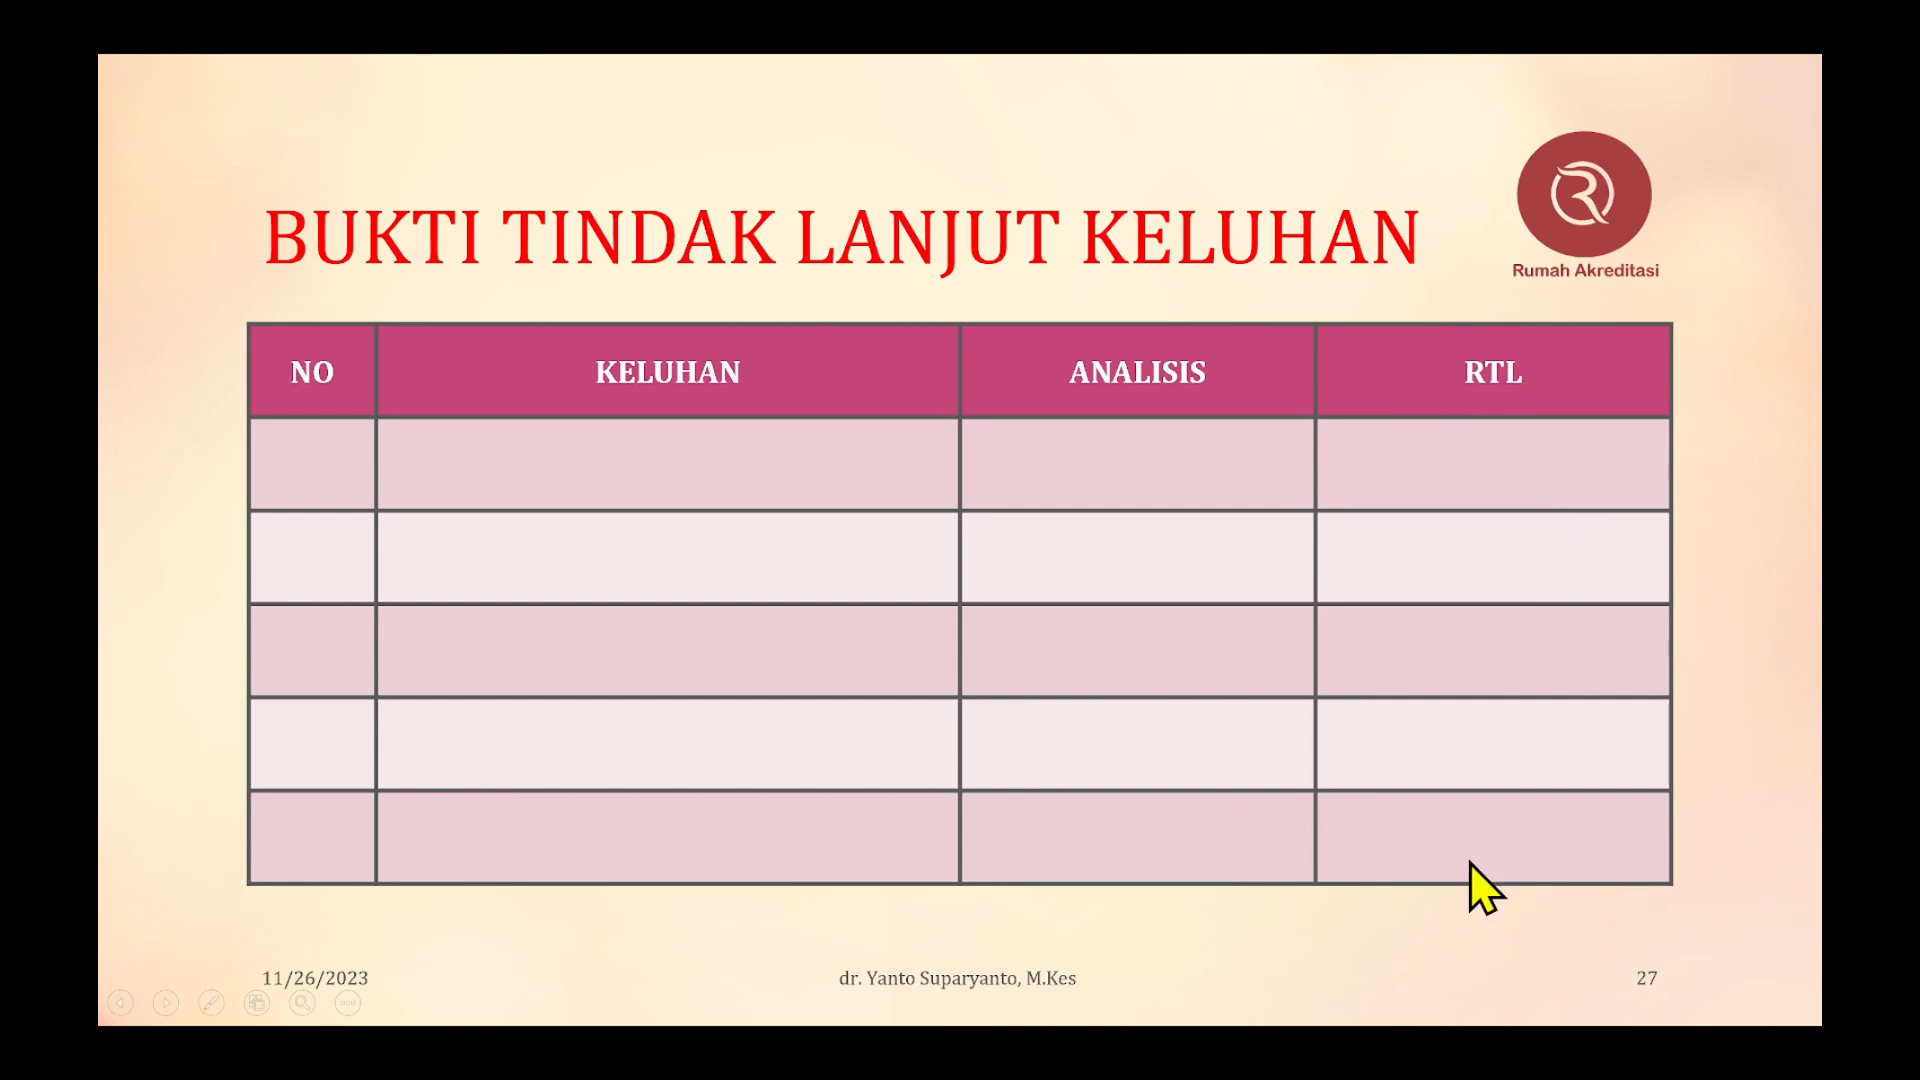 BUKTI TINDAK LANJUT KELUHAN
Rumah Akreditasi
NO KELUHAN ANALISIS RTL
11/26/2023 dr. Yanto Suparyanto, M.Kes 27